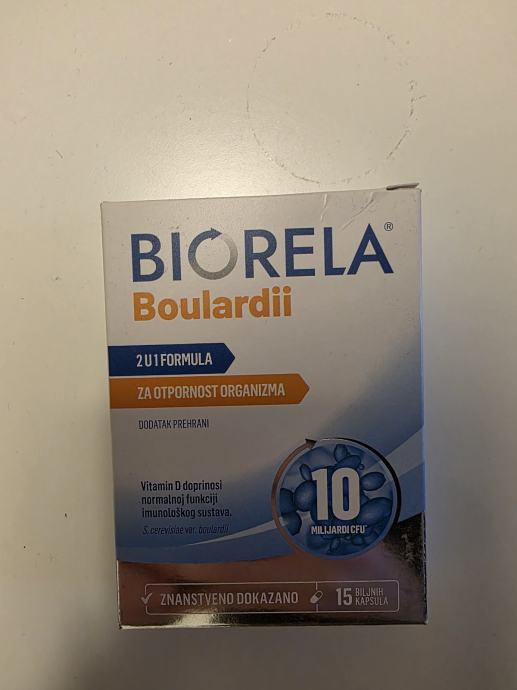 BIORELA®
Boulardii
2 U 1 FORMULA
ZA OTPORNOST ORGANIZMA
DODATAK PREHRANI
Vitamin D doprinosi
normalnoj funkciji
imunološkog sustava.
S. cerevisiae var. boulardii
10
MILIJARDI CFU*
ZNANSTVENO DOKAZANO
15 BILJNIH
KAPSULA